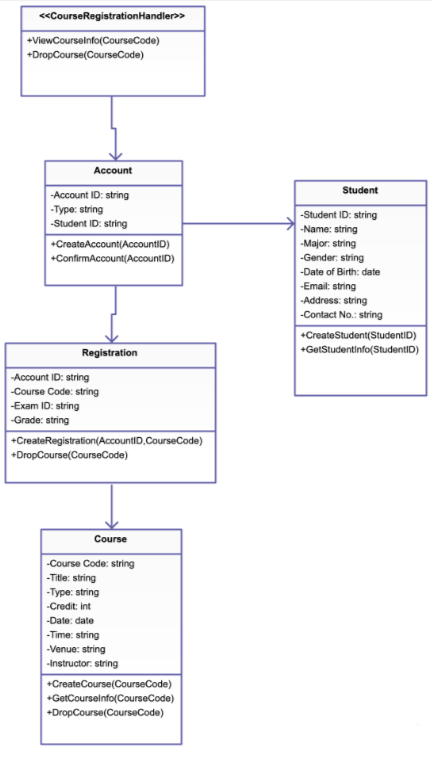 <<CourseRegistrationHandler>>
+ViewCourseInfo(CourseCode)
+DropCourse(CourseCode)
Account
-Account ID: string
-Type: string
-Student ID: string
+CreateAccount(AccountID)
+ConfirmAccount(AccountID)
Student
-Student ID: string
-Name: string
-Major: string
-Gender: string
-Date of Birth: date
-Email: string
-Address: string
-Contact No.: string
+CreateStudent(StudentID)
+GetStudentInfo(StudentID)
Registration
-Account ID: string
-Course Code: string
-Exam ID: string
-Grade: string
+CreateRegistration(AccountID,CourseCode)
+DropCourse(CourseCode)
Course
-Course Code: string
-Title: string
-Type: string
-Credit: int
-Date: date
-Time: string
-Venue: string
-Instructor: string
+CreateCourse(CourseCode)
+GetCourseInfo(CourseCode)
+DropCourse(CourseCode)